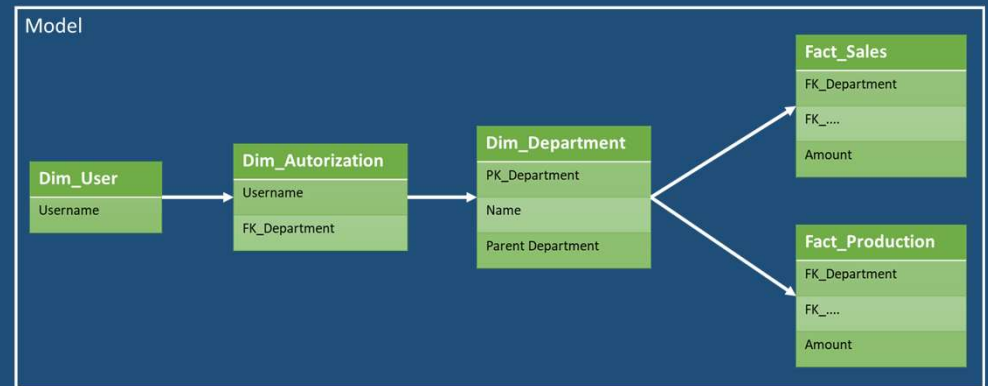 Model
Dim_User
Username
Dim_Autorization
Username
FK_Department
Dim_Department
PK_Department
Name
Parent Department
Fact_Sales
FK_Department
FK_....
Amount
Fact_Production
FK_Department
FK_....
Amount